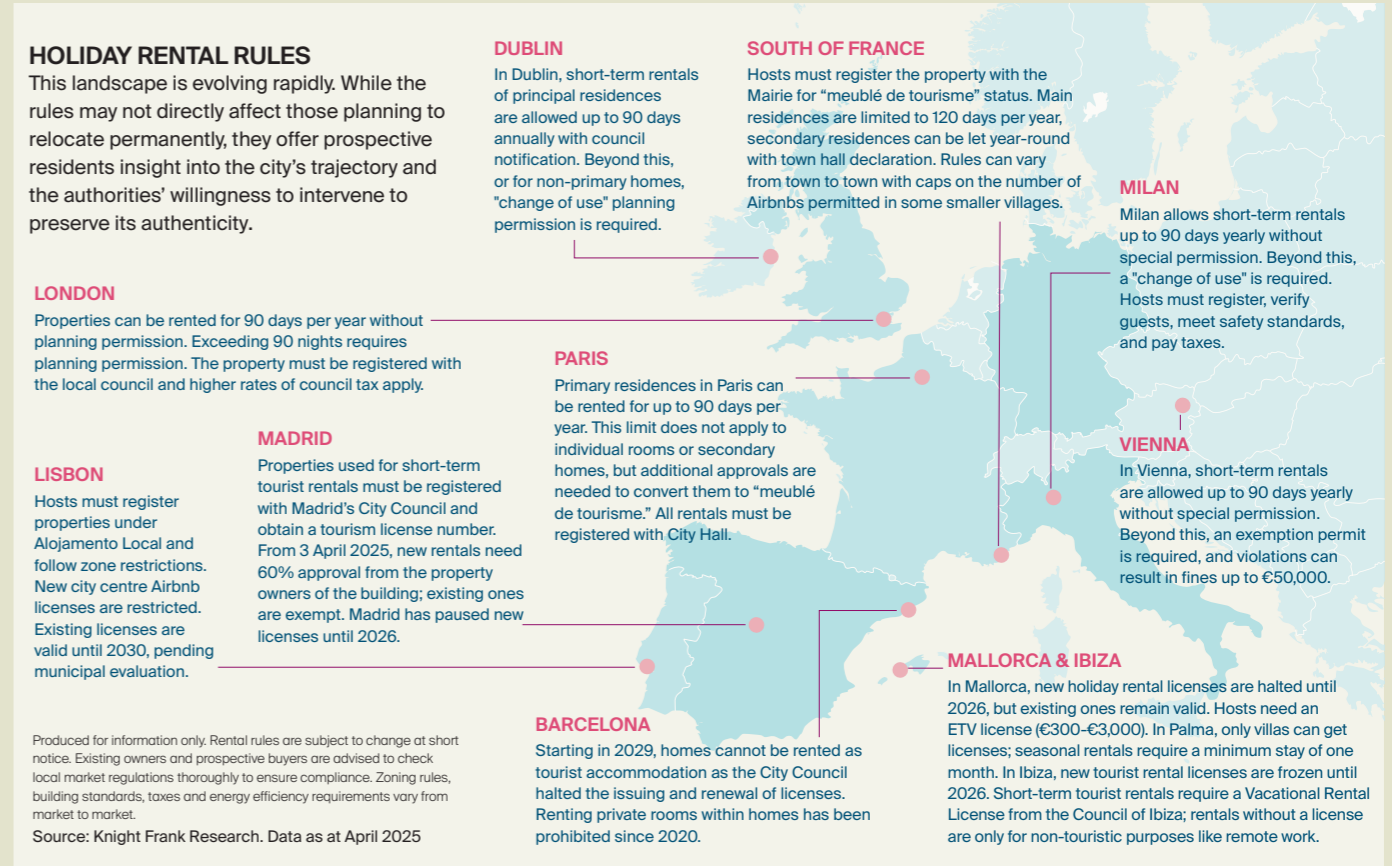 HOLIDAY RENTAL RULES
This landscape is evolving rapidly. While the
rules may not directly affect those planning to
relocate permanently, they offer prospective
residents insight into the city's trajectory and
the authorities' willingness to intervene to
preserve its authenticity.
DUBLIN
In Dublin, short-term rentals
of principal residences
are allowed up to 90 days
annually with council
notification. Beyond this,
or for non-primary homes,
"change of use" planning
permission is required.
SOUTH OF FRANCE
Hosts must register the property with the
Mairie for “meublé de tourisme” status. Main
residences are limited to 120 days per year,
secondary residences can be let year-round
with town hall declaration. Rules can vary
from town to town with caps on the number of
Airbnbs permitted in some smaller villages.
MILAN
Milan allows short-term rentals
up to 90 days yearly without
special permission. Beyond this,
a "change of use" is required.
Hosts must register, verify
guests, meet safety standards,
and pay taxes.
LONDON
Properties can be rented for 90 days per year without
planning permission. Exceeding 90 nights requires
planning permission. The property must be registered with
the local council and higher rates of council tax apply.
PARIS
Primary residences in Paris can
be rented for up to 90 days per
year. This limit does not apply to
individual rooms or secondary
homes, but additional approvals are
needed to convert them to “meublé
de tourisme.” All rentals must be
registered with City Hall.
MADRID
Properties used for short-term
tourist rentals must be registered
with Madrid's City Council and
obtain a tourism license number.
From 3 April 2025, new rentals need
60% approval from the property
owners of the building; existing ones
are exempt. Madrid has paused new
licenses until 2026.
LISBON
Hosts must register
properties under
Alojamento Local and
follow zone restrictions.
New city centre Airbnb
licenses are restricted.
Existing licenses are
valid until 2030, pending
municipal evaluation.
VIENNA
In Vienna, short-term rentals
are allowed up to 90 days yearly
without special permission.
Beyond this, an exemption permit
is required, and violations can
result in fines up to €50,000.
MALLORCA & IBIZA
In Mallorca, new holiday rental licenses are halted until
2026, but existing ones remain valid. Hosts need an
ETV license (€300-€3,000). In Palma, only villas can get
licenses; seasonal rentals require a minimum stay of one
month. In Ibiza, new tourist rental licenses are frozen until
2026. Short-term tourist rentals require a Vacational Rental
License from the Council of Ibiza; rentals without a license
are only for non-touristic purposes like remote work.
BARCELONA
Starting in 2029, homes cannot be rented as
tourist accommodation as the City Council
halted the issuing and renewal of licenses.
Renting private rooms within homes has been
prohibited since 2020.
Produced for information only. Rental rules are subject to change at short
notice. Existing owners and prospective buyers are advised to check
local market regulations thoroughly to ensure compliance. Zoning rules,
building standards, taxes and energy efficiency requirements vary from
market to market.
Source: Knight Frank Research. Data as at April 2025